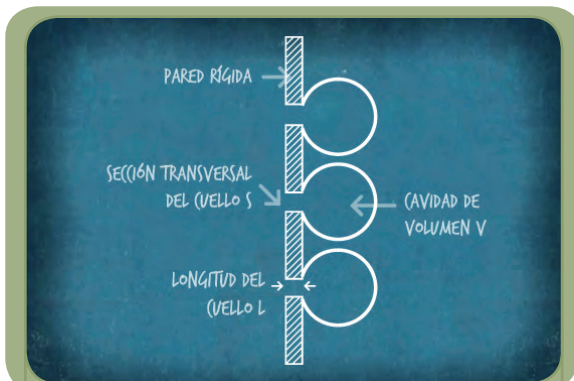 PARED RÍGIDA
SECCIÓN TRANSVERSAL
DEL CUELLO S
CAVIDAD DE
VOLUMEN V
LONGITUD DEL
CUELLO L